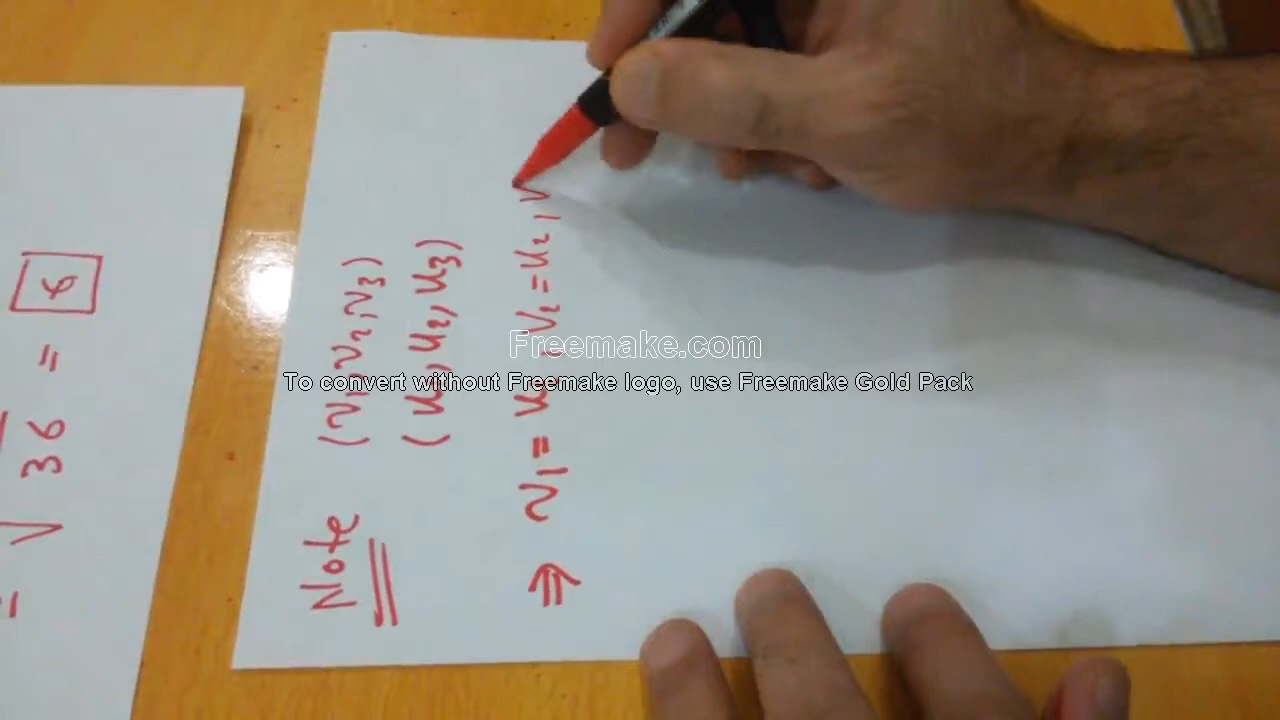 = √36 = 6
Note (v1, v2, v3)
(u1, u2, u3)
⇒ v1 = u1, v2 = u2, v
Freemake.com
To convert without Freemake logo, use Freemake Gold Pack